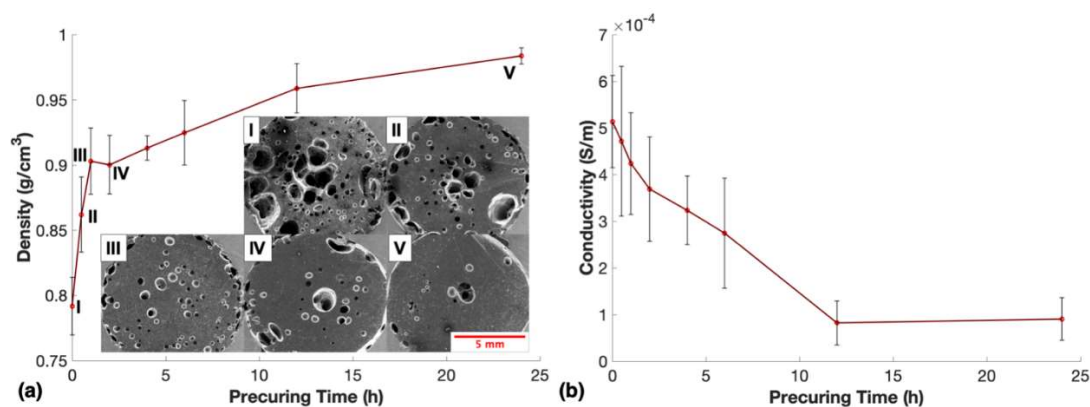 1
0.95
0.9
0.85
0.8
0.75
Density (g/cm³)
0
5
10
15
20
25
Precuring Time (h)
(a)
I
II
III
IV
V
I
II
III
IV
V
5 mm
7
6
5
4
3
2
1
0
×10⁻⁴
Conductivity (S/m)
0
5
10
15
20
25
Precuring Time (h)
(b)